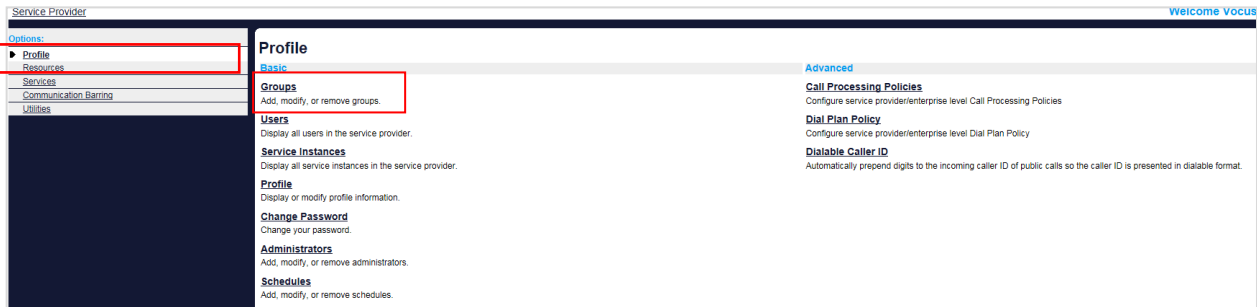 Service Provider
Welcome Vocus
Options:
Profile
Resources
Services
Communication Barring
Utilities
Profile
Basic
Groups
Add, modify, or remove groups.
Users
Display all users in the service provider.
Service Instances
Display all service instances in the service provider.
Profile
Display or modify profile information.
Change Password
Change your password.
Administrators
Add, modify, or remove administrators.
Schedules
Add, modify, or remove schedules.
Advanced
Call Processing Policies
Configure service provider/enterprise level Call Processing Policies
Dial Plan Policy
Configure service provider/enterprise level Dial Plan Policy
Dialable Caller ID
Automatically prepend digits to the incoming caller ID of public calls so the caller ID is presented in dialable format.